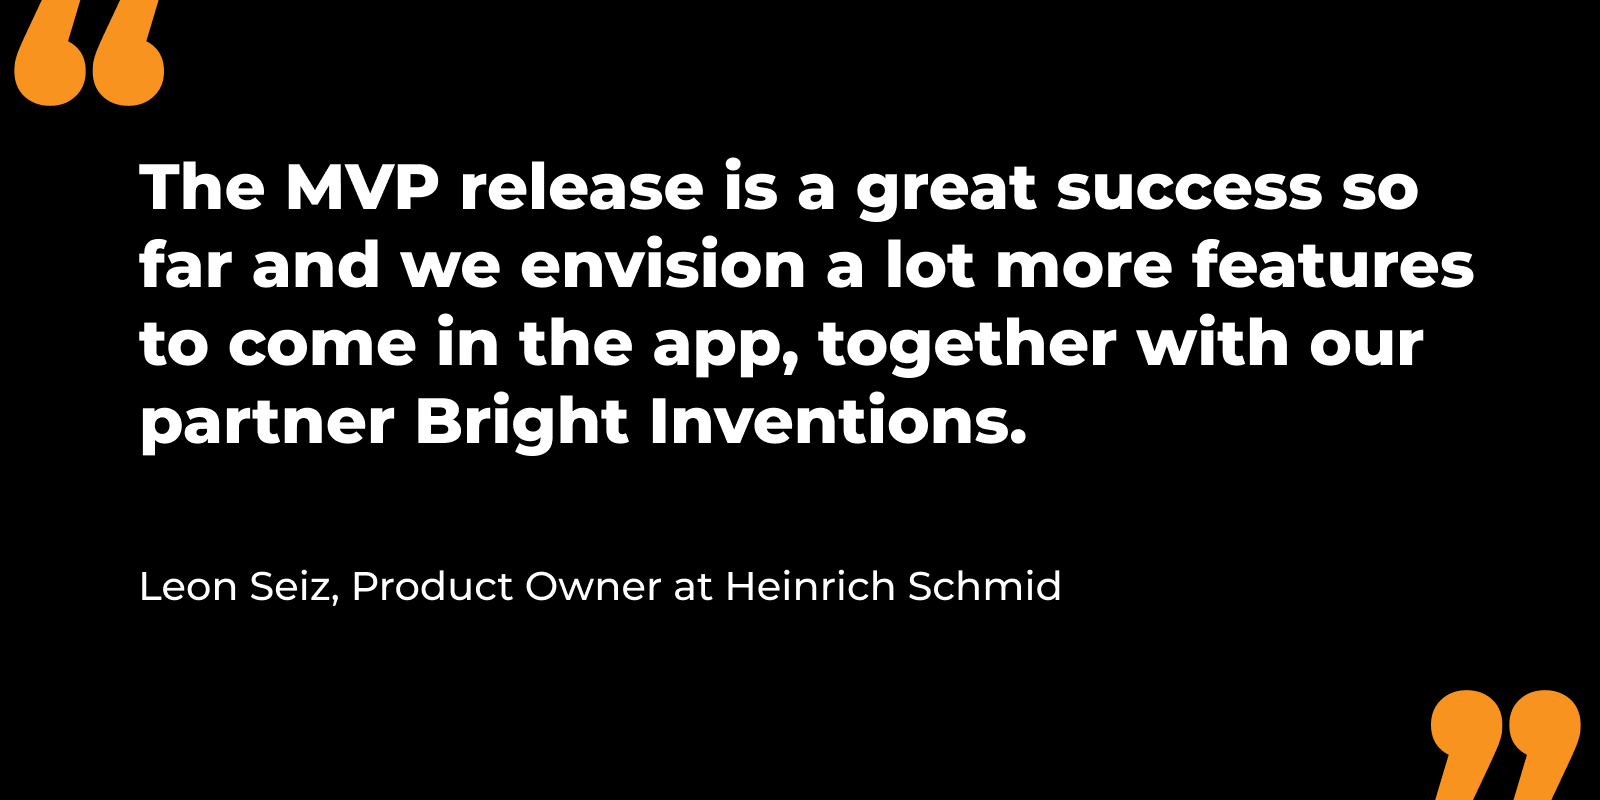 “
The MVP release is a great success so
far and we envision a lot more features
to come in the app, together with our
partner Bright Inventions.
Leon Seiz, Product Owner at Heinrich Schmid
”